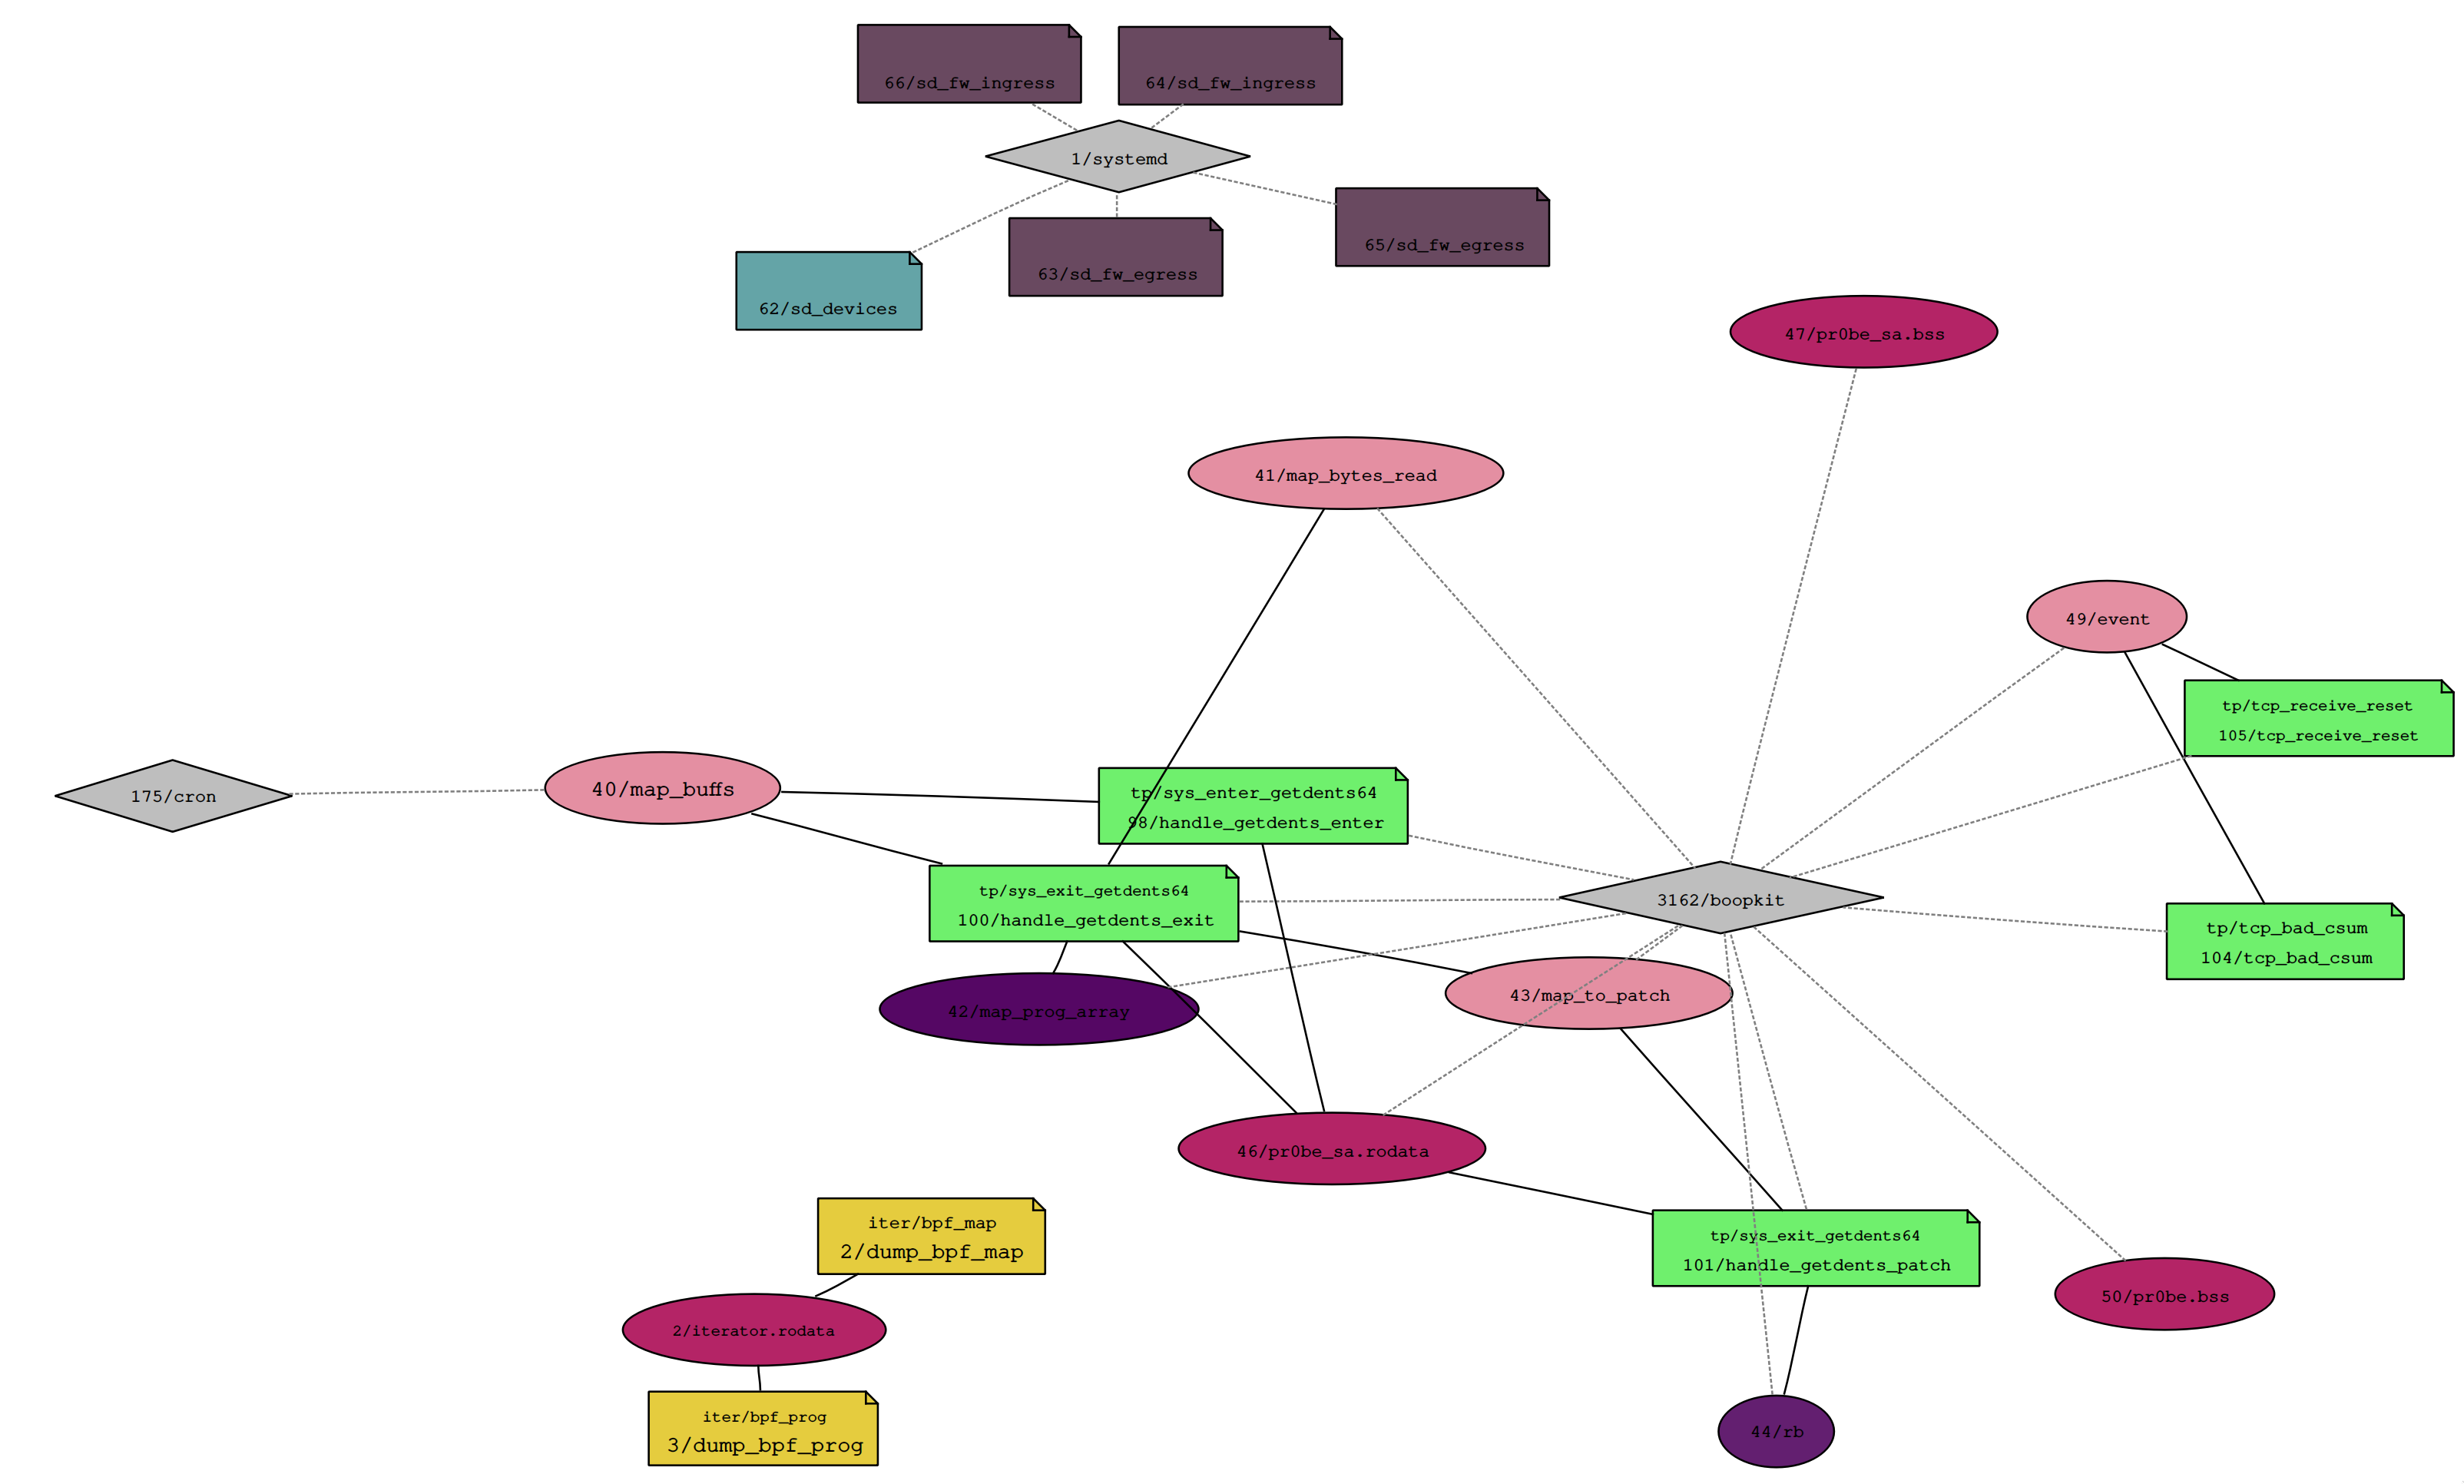 66/sd_fw_ingress
64/sd_fw_ingress
1/systemd
65/sd_fw_egress
63/sd_fw_egress
62/sd_devices
47/pr0be_sa.bss
41/map_bytes_read
49/event
tp/tcp_receive_reset
105/tcp_receive_reset
175/cron
40/map_buffs
tp/sys_enter_getdents64
98/handle_getdents_enter
tp/sys_exit_getdents64
100/handle_getdents_exit
3162/boopkit
tp/tcp_bad_csum
104/tcp_bad_csum
42/map_prog_array
43/map_to_patch
46/pr0be_sa.rodata
iter/bpf_map
2/dump_bpf_map
tp/sys_exit_getdents64
101/handle_getdents_patch
50/pr0be.bss
2/iterator.rodata
iter/bpf_prog
3/dump_bpf_prog
44/rb